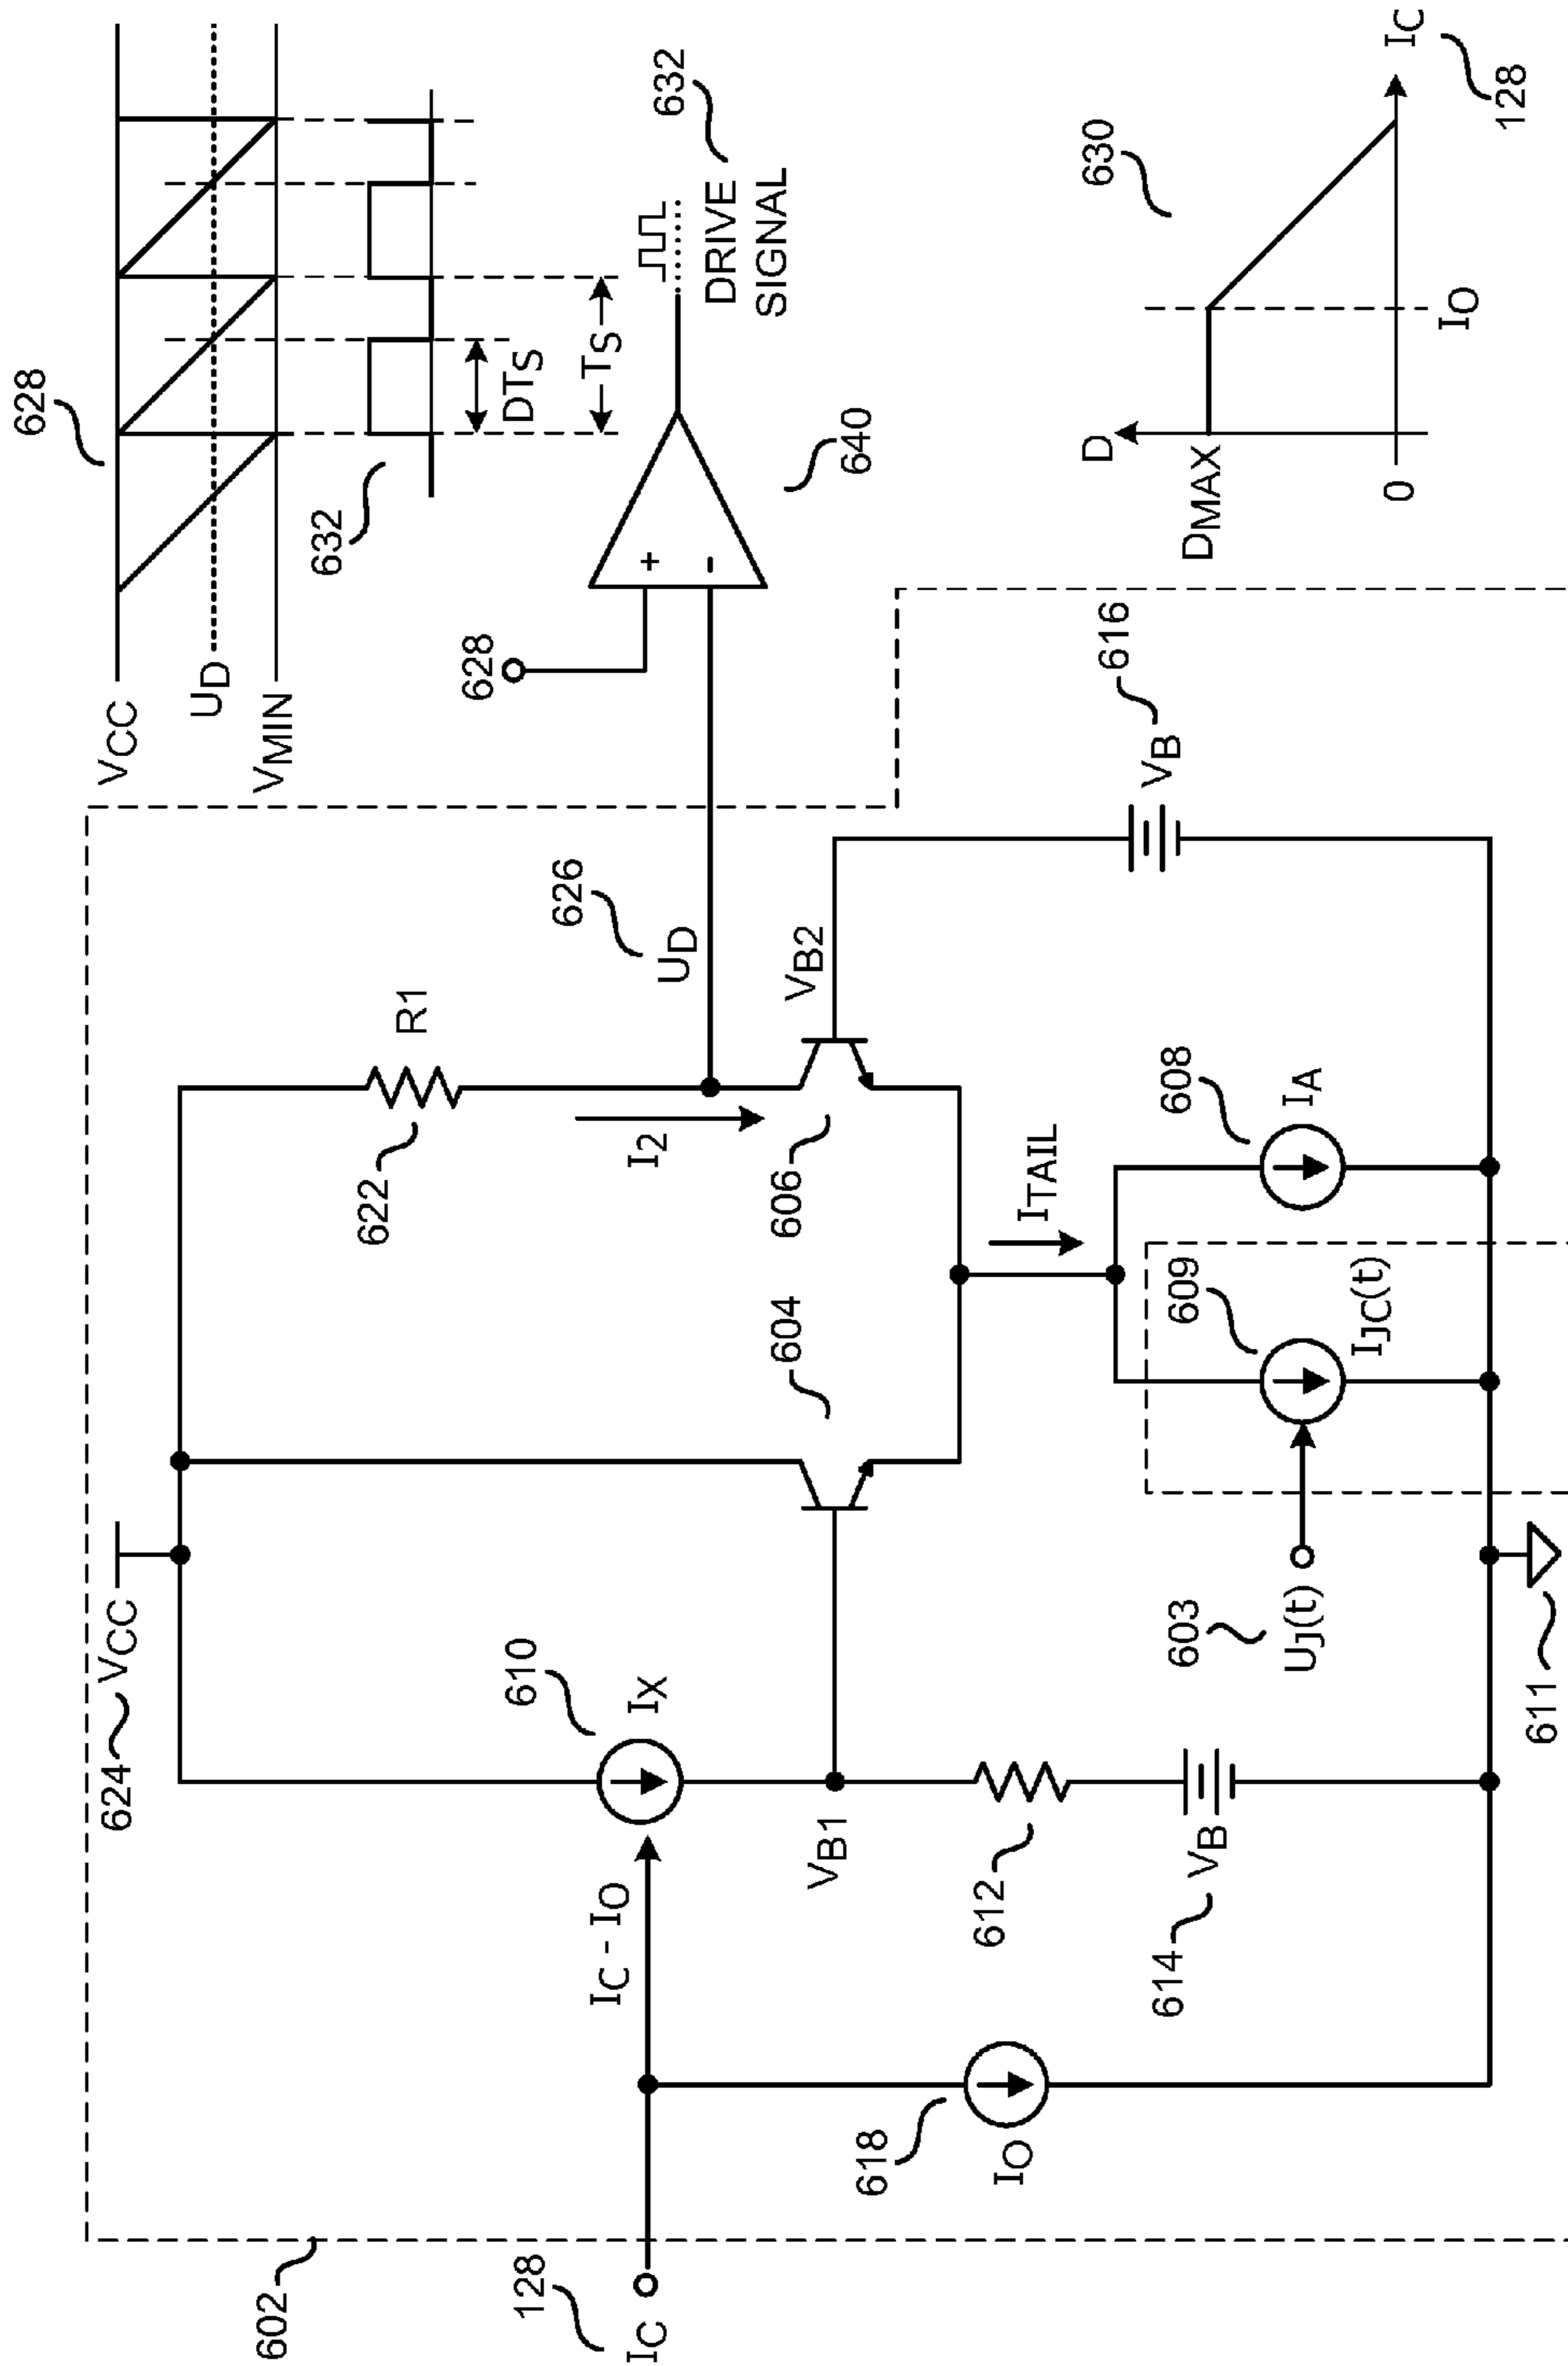 602
128
IC
624
VCC
IC - IO
610
IX
618
IO
VB1
612
614
VB
603
UJ(t)
611
604
609
IJC(t)
ITAIL
608
IA
606
622
R1
I2
626
UD
VB2
616
VB
628
VCC
UD
VMIN
628
632
DTS
TS
628
+
-
640
632
DRIVE
SIGNAL
630
D
DMAX
0
IO
IC
128